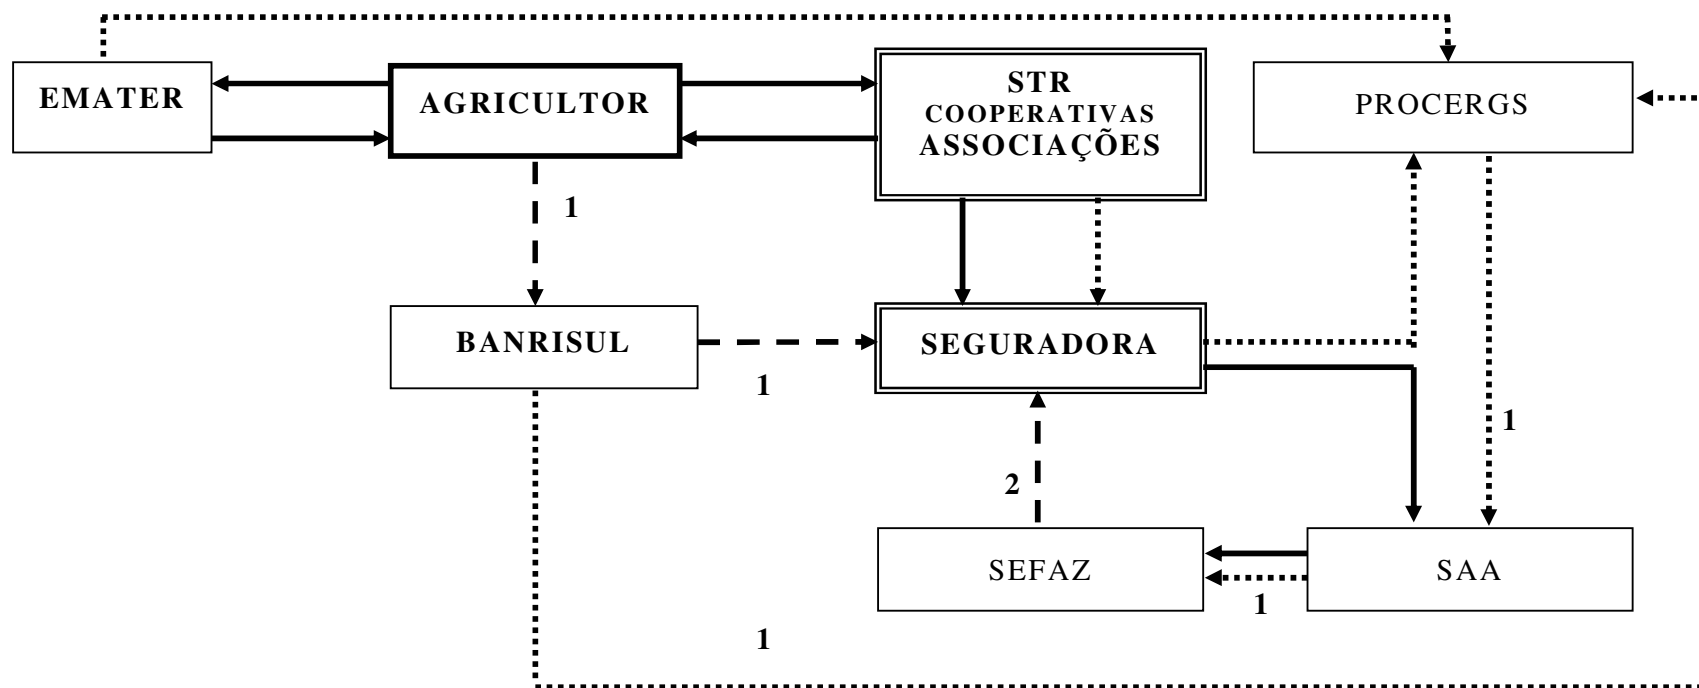 EMATER
AGRICULTOR
STR
COOPERATIVAS
ASSOCIAÇÕES
PROCERGS
1
BANRISUL
1
SEGURADORA
1
2
SEFAZ
SAA
1
1